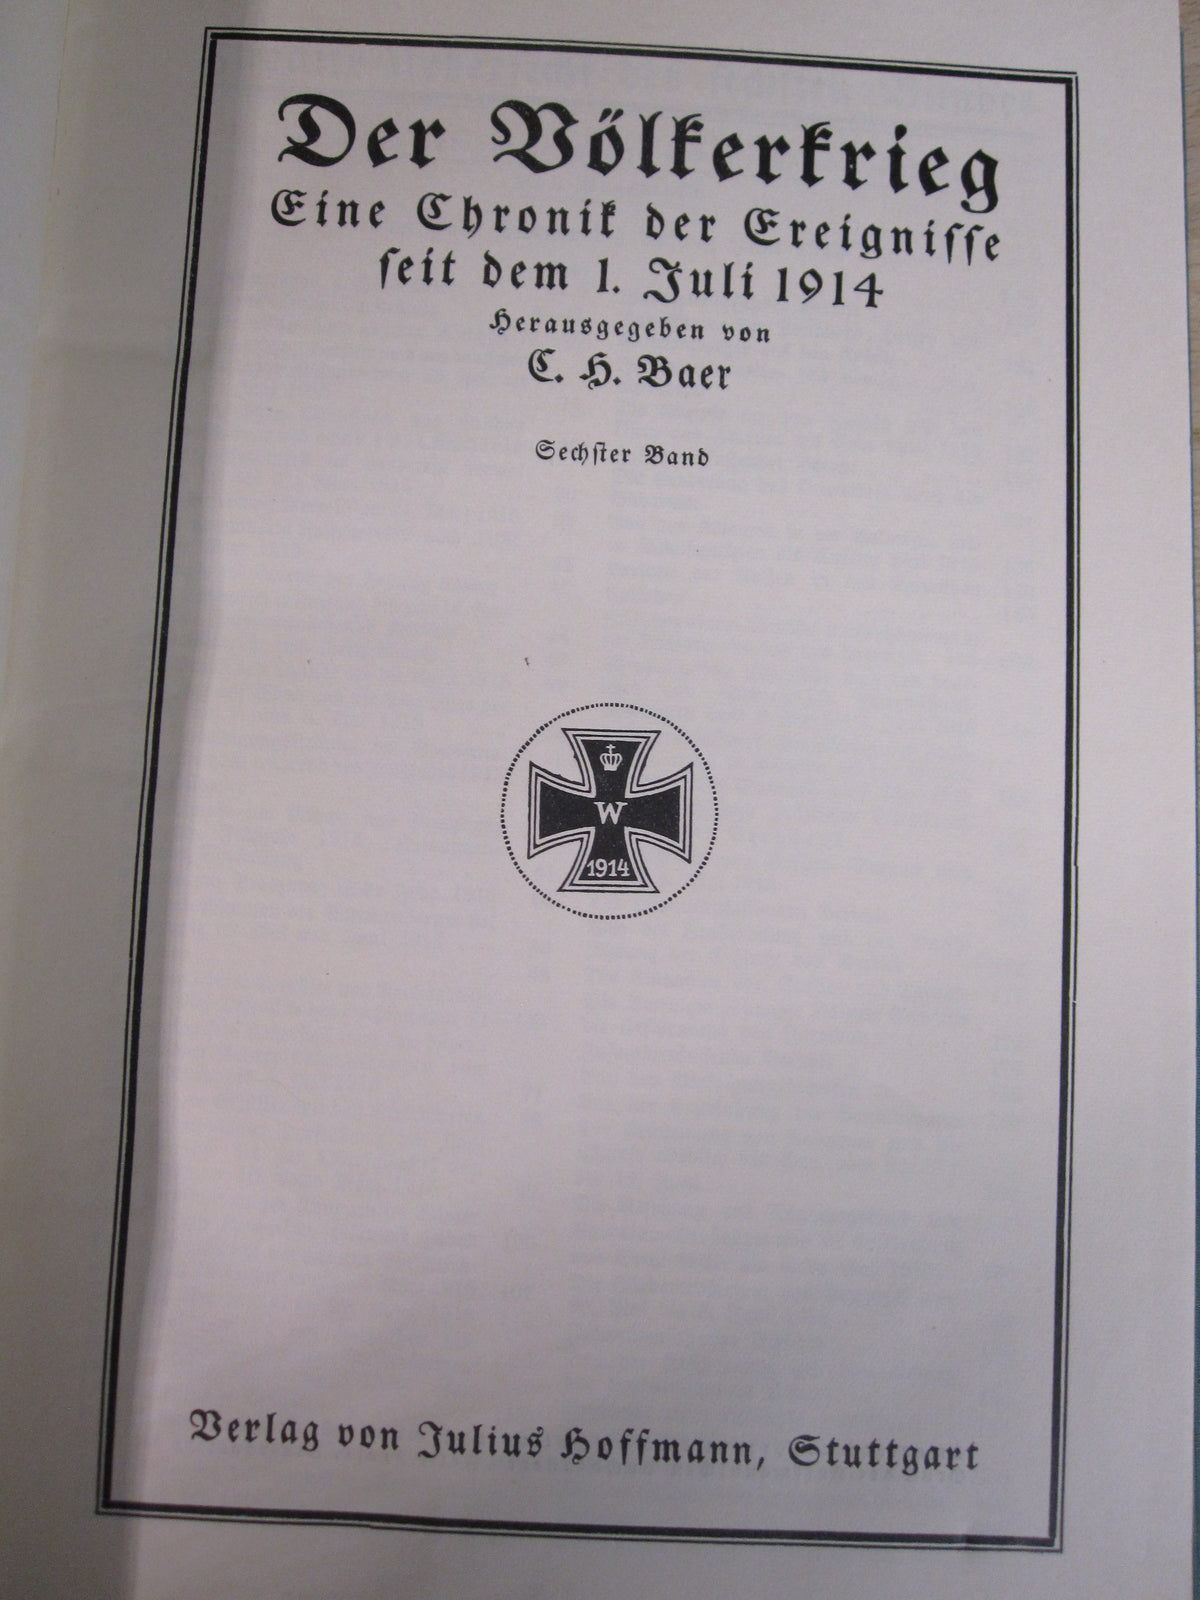 Der Völkerkrieg
Eine Chronik der Ereigniſſe
ſeit dem 1. Juli 1914
Herausgegeben von
C. H. Baer
Sechſter Band
W
1914
Verlag von Julius Hoffmann, Stuttgart